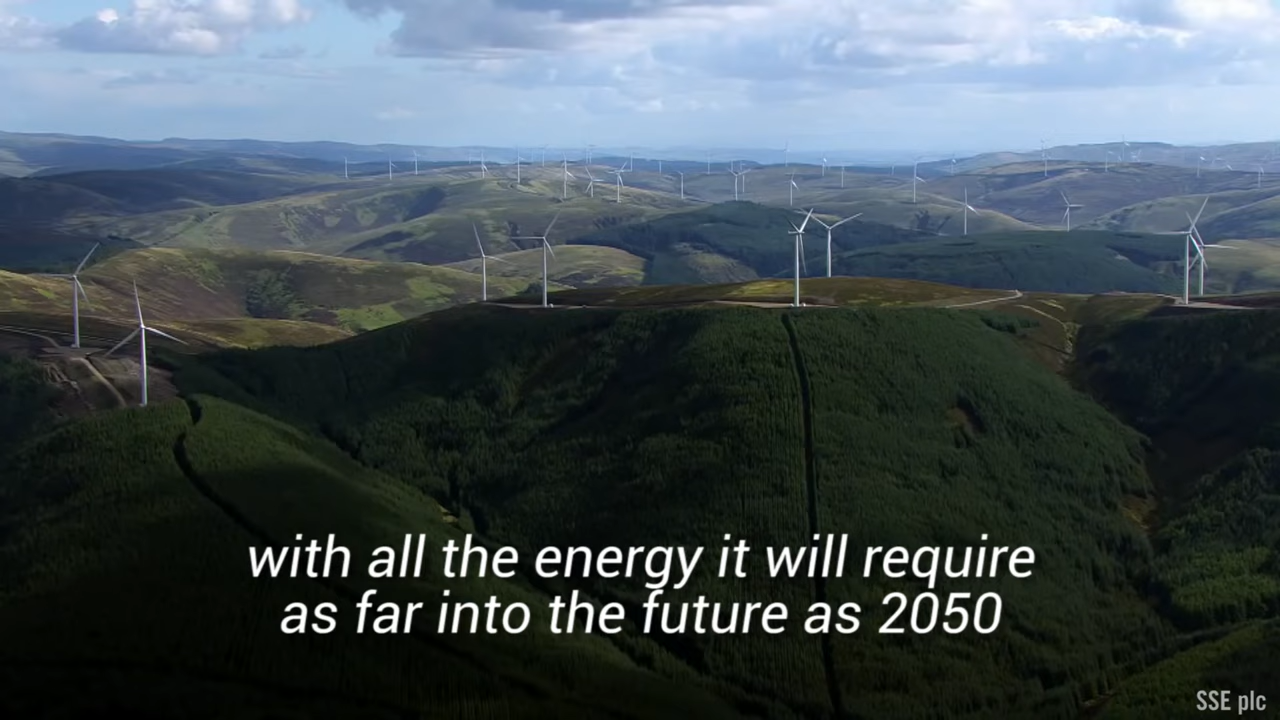 with all the energy it will require
as far into the future as 2050
SSE plc